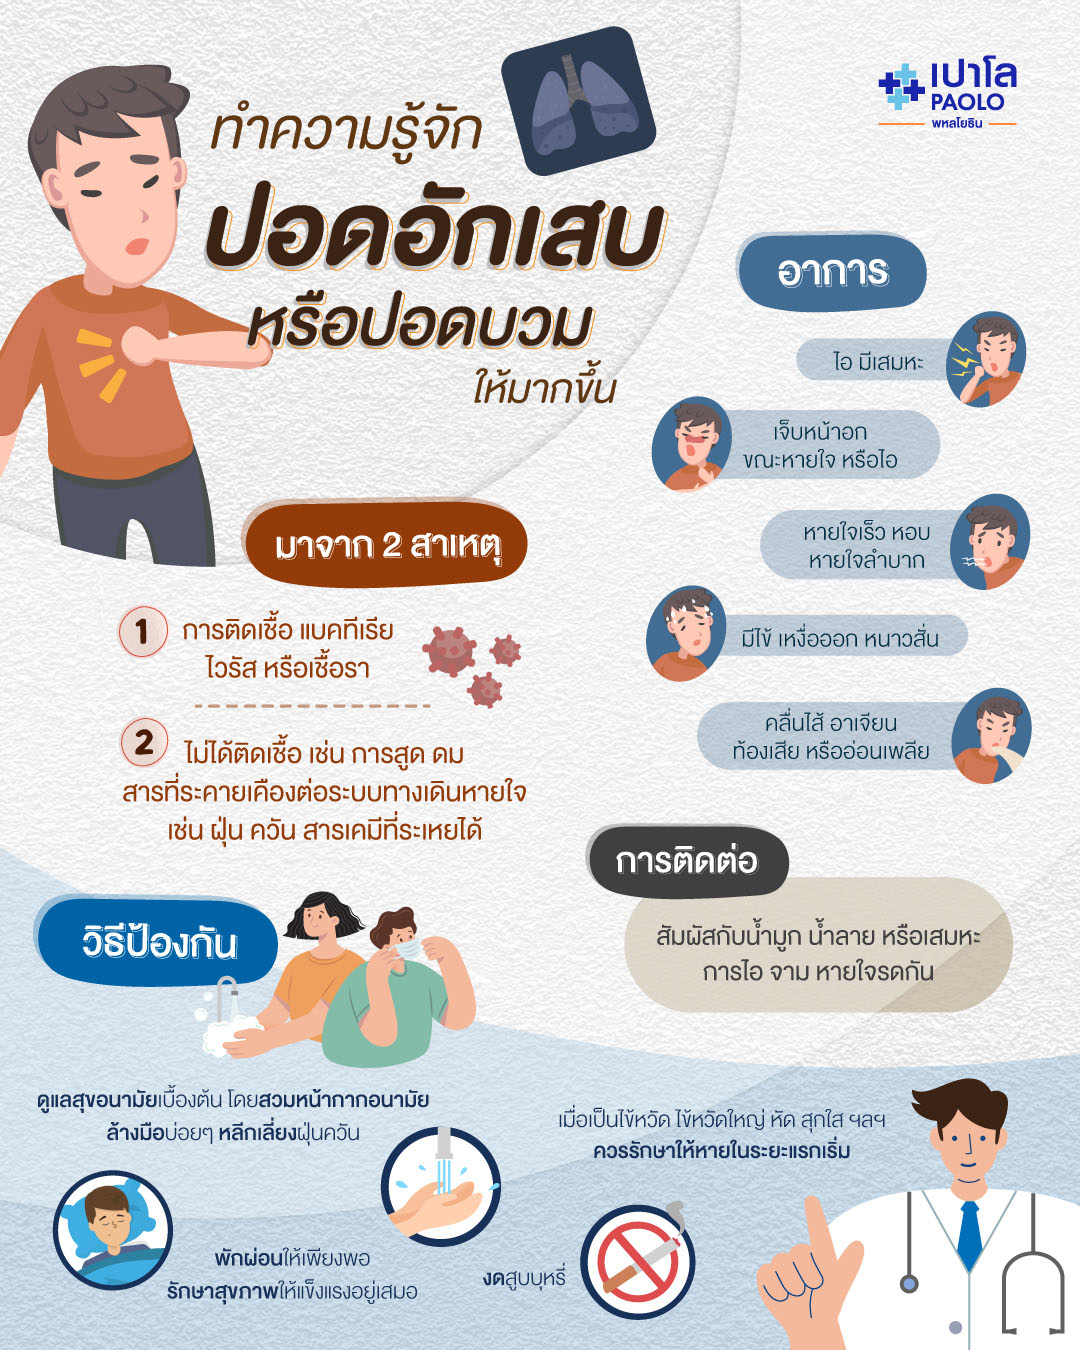 ทำความรู้จัก
ปอดอักเสบ
หรือปอดบวม
ให้มากขึ้น
เปาโล
PAOLO
พหลโยธิน
อาการ
ไอ มีเสมหะ
เจ็บหน้าอก
ขณะหายใจ หรือไอ
หายใจเร็ว หอบ
หายใจลำบาก
มีไข้ เหงื่อออก หนาวสั่น
คลื่นไส้ อาเจียน
ท้องเสีย หรืออ่อนเพลีย
มาจาก 2 สาเหตุ
1
การติดเชื้อ แบคทีเรีย
ไวรัส หรือเชื้อรา
2
ไม่ได้ติดเชื้อ เช่น การสูด ดม
สารที่ระคายเคืองต่อระบบทางเดินหายใจ
เช่น ฝุ่น ควัน สารเคมีที่ระเหยได้
การติดต่อ
สัมผัสกับน้ำมูก น้ำลาย หรือเสมหะ
การไอ จาม หายใจรดกัน
วิธีป้องกัน
ดูแลสุขอนามัยเบื้องต้น โดยสวมหน้ากากอนามัย
ล้างมือบ่อยๆ หลีกเลี่ยงฝุ่นควัน
พักผ่อนให้เพียงพอ
รักษาสุขภาพให้แข็งแรงอยู่เสมอ
งดสูบบุหรี่
เมื่อเป็นไข้หวัด ไข้หวัดใหญ่ หัด สุกใส ฯลฯ
ควรรักษาให้หายในระยะแรกเริ่ม